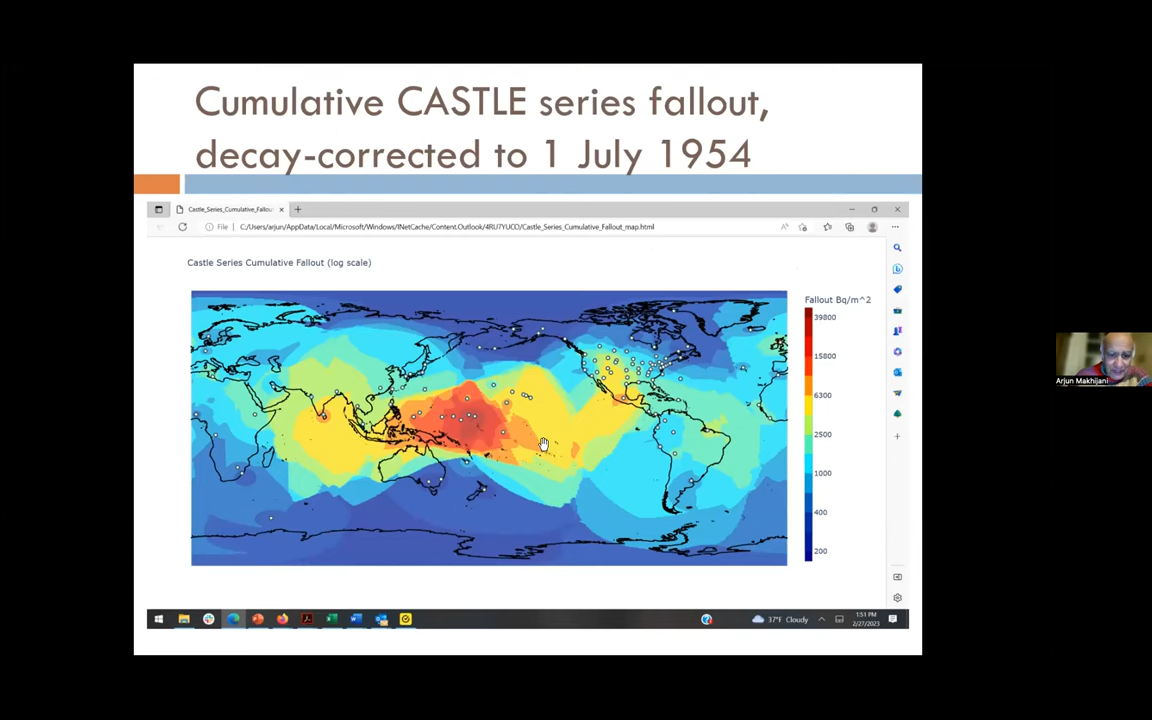 Cumulative CASTLE series fallout,
decay-corrected to 1 July 1954
Castle_Series_Cumulative_Fallou
File
C:/Users/arjun/AppData/Local/Microsoft/Windows/INetCache/Content.Outlook/4RU7YUCO/Castle_Series_Cumulative_Fallout_map.html
Castle Series Cumulative Fallout (log scale)
Fallout Bq/m^2
39800
15800
6300
2500
1000
400
200
Arjun Makhijani
37°F Cloudy
1:51 PM
2/27/2023